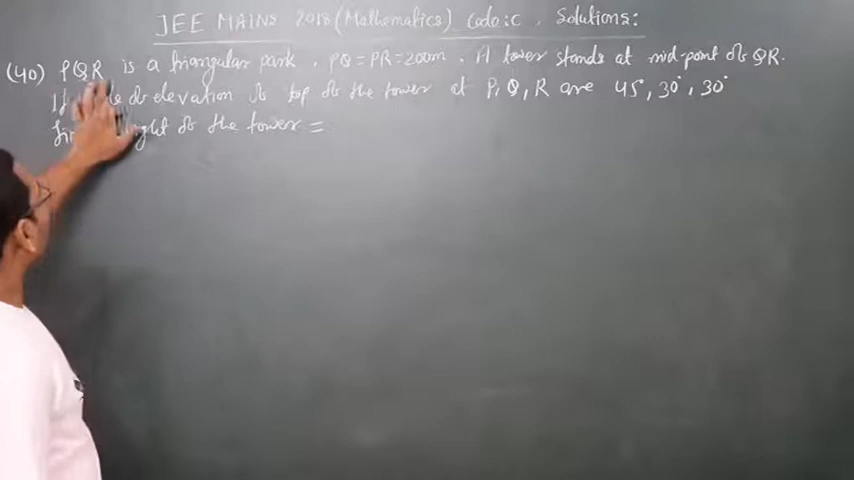 JEE MAINS 2018 (Mathematics) Code: C . Solutions:
(40) PQR is a triangular park . PQ = PR = 200m . A tower stands at mid-point of QR.
If of elevation of top of the tower at P, Q, R are 45°, 30°, 30°
of the tower =